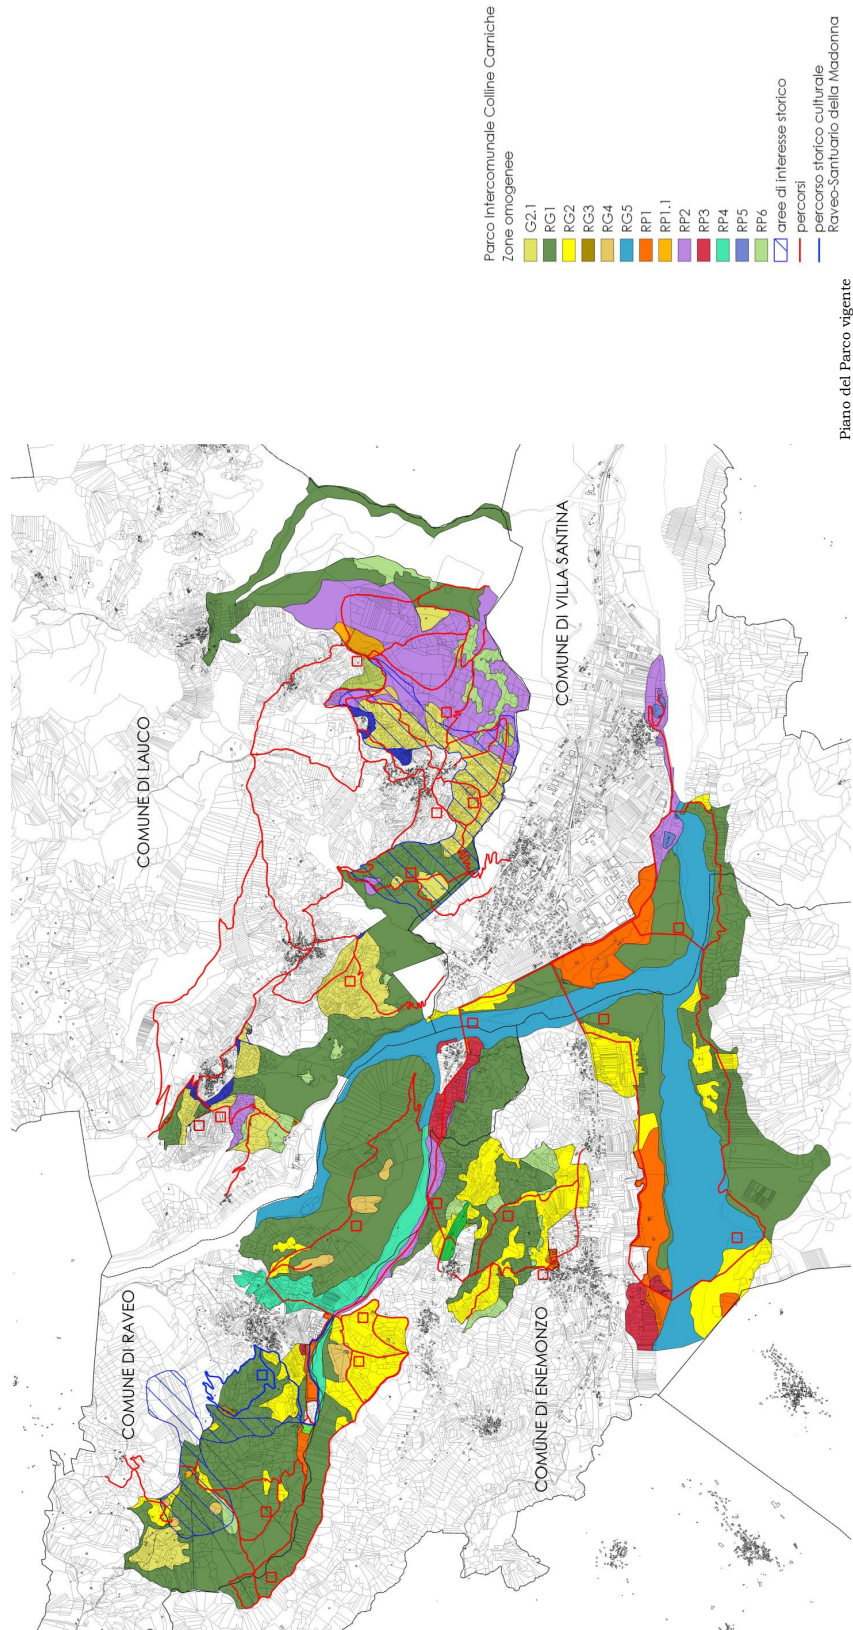 Parco Intercomunale Colline Carniche
Zone omogenee
G2.1
RG1
RG2
RG3
RG4
RG5
RP1
RP1.1
RP2
RP3
RP4
RP5
RP6
aree di interesse storico
percorsi
percorso storico culturale
Raveo-Santuario della Madonna
COMUNE DI LAUCO
COMUNE DI VILLA SANTINA
COMUNE DI RAVEO
COMUNE DI ENEMONZO
Piano del Parco vigente